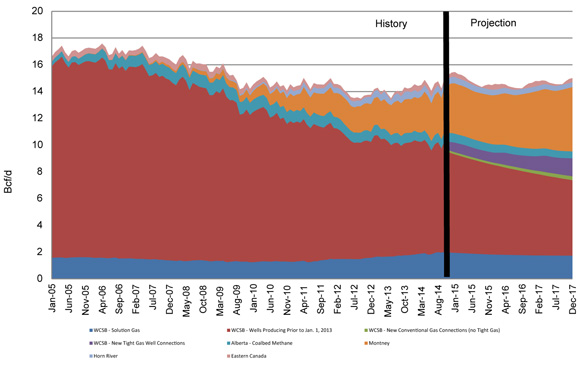 History
Projection
Bcf/d
20
18
16
14
12
10
8
6
4
2
0
Jan-05
Jun-05
Nov-05
Apr-06
Sep-06
Feb-07
Jul-07
Dec-07
May-08
Oct-08
Mar-09
Aug-09
Jan-10
Jun-10
Nov-10
Apr-11
Sep-11
Feb-12
Jul-12
Dec-12
May-13
Oct-13
Mar-14
Aug-14
Jan-15
Jun-15
Nov-15
Apr-16
Sep-16
Feb-17
Jul-17
Dec-17
WCSB - Solution Gas
WCSB - Wells Producing Prior to Jan. 1, 2013
WCSB - New Conventional Gas Connections (no Tight Gas)
WCSB - New Tight Gas Well Connections
Alberta - Coalbed Methane
Montney
Horn River
Eastern Canada